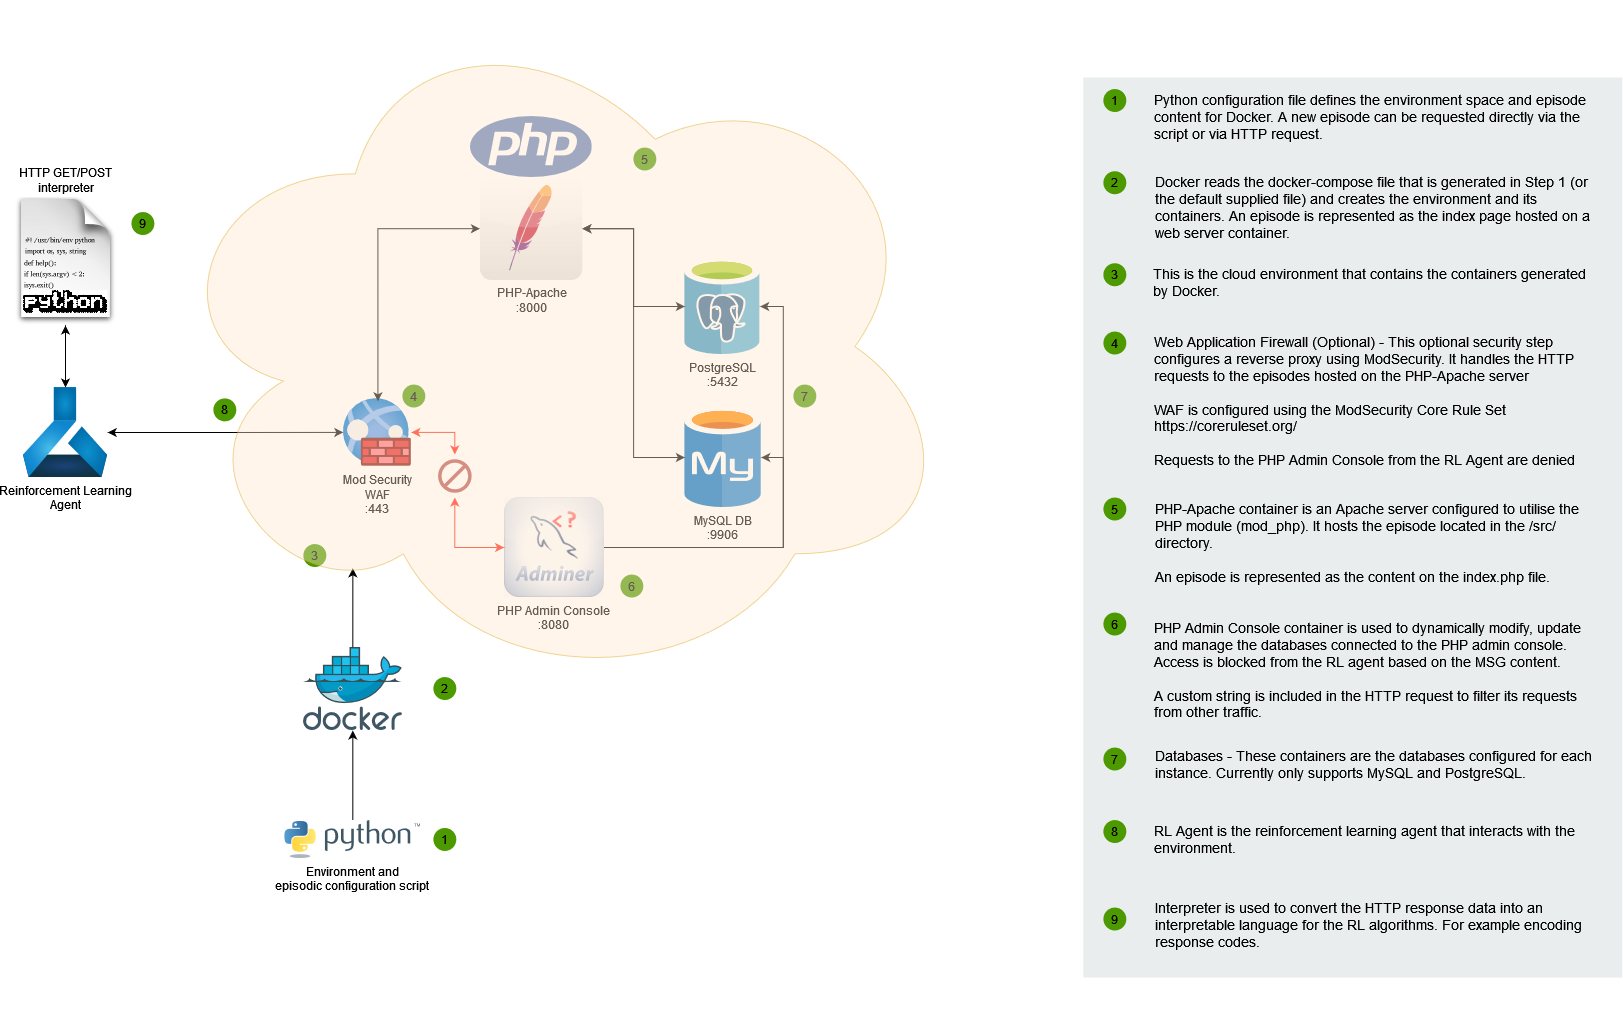 HTTP GET/POST
interpreter
9
#! /usr/bin/env python
import os, sys, string
def help():
if len(sys.argv) < 2:
isys.exit()
python
Reinforcement Learning
Agent
8
php
5
PHP-Apache
:8000
4
Mod Security
WAF
:443
PostgreSQL
:5432
7
My
MySQL DB
:9906
3
<?
Adminer
6
PHP Admin Console
:8080
docker
2
python™
1
Environment and
episodic configuration script
1
Python configuration file defines the environment space and episode
content for Docker. A new episode can be requested directly via the
script or via HTTP request.
2
Docker reads the docker-compose file that is generated in Step 1 (or
the default supplied file) and creates the environment and its
containers. An episode is represented as the index page hosted on a
web server container.
3
This is the cloud environment that contains the containers generated
by Docker.
4
Web Application Firewall (Optional) - This optional security step
configures a reverse proxy using ModSecurity. It handles the HTTP
requests to the episodes hosted on the PHP-Apache server
WAF is configured using the ModSecurity Core Rule Set
https://coreruleset.org/
Requests to the PHP Admin Console from the RL Agent are denied
5
PHP-Apache container is an Apache server configured to utilise the
PHP module (mod_php). It hosts the episode located in the /src/
directory.
An episode is represented as the content on the index.php file.
6
PHP Admin Console container is used to dynamically modify, update
and manage the databases connected to the PHP admin console.
Access is blocked from the RL agent based on the MSG content.
A custom string is included in the HTTP request to filter its requests
from other traffic.
7
Databases - These containers are the databases configured for each
instance. Currently only supports MySQL and PostgreSQL.
8
RL Agent is the reinforcement learning agent that interacts with the
environment.
9
Interpreter is used to convert the HTTP response data into an
interpretable language for the RL algorithms. For example encoding
response codes.